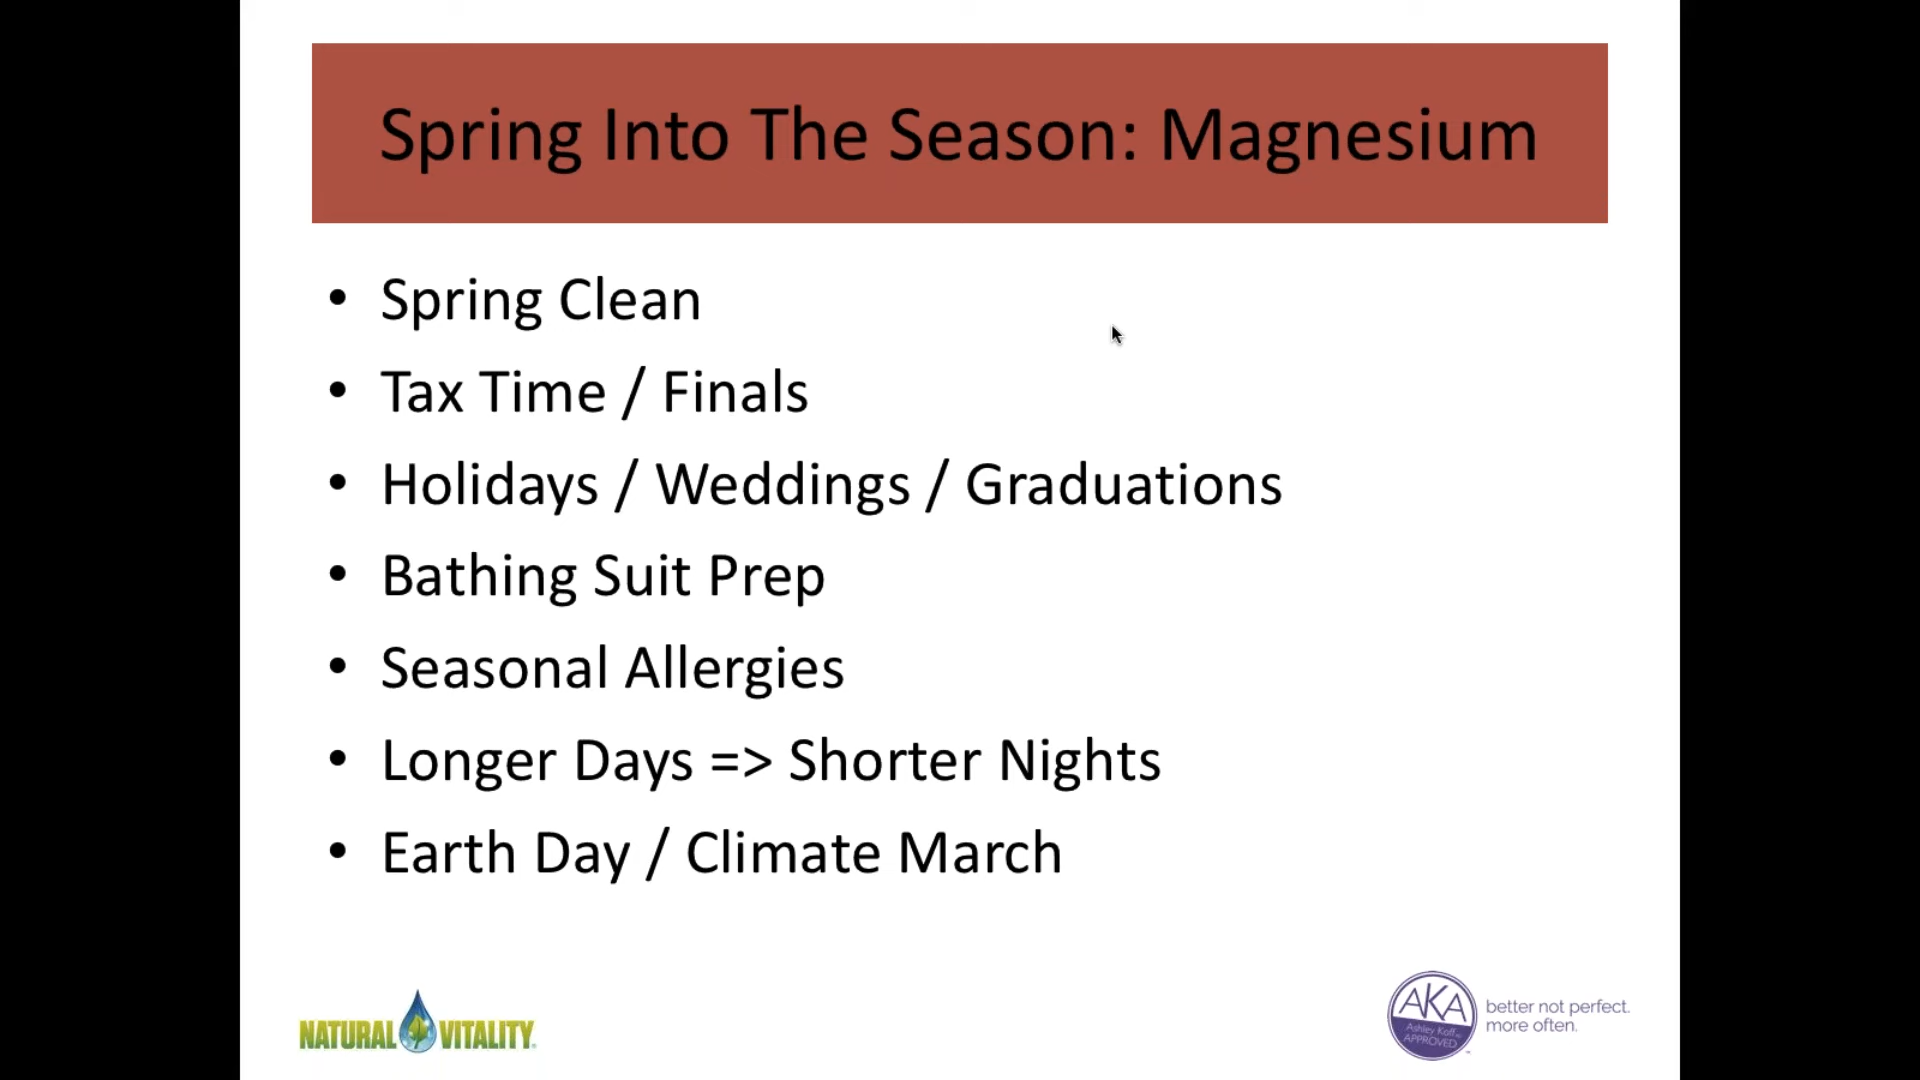 Spring Into The Season: Magnesium
• Spring Clean
• Tax Time / Finals
• Holidays / Weddings / Graduations
• Bathing Suit Prep
• Seasonal Allergies
• Longer Days => Shorter Nights
• Earth Day / Climate March
NATURAL VITALITY
AKA
Ashley Koff
APPROVED
better not perfect.
more often.